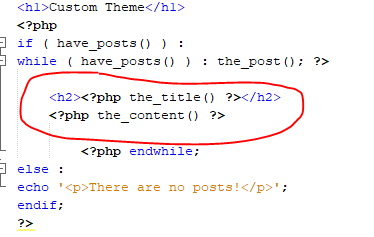 <h1>Custom Theme</h1>
<?php
if ( have_posts() ) :
while ( have_posts() ) : the_post(); ?>
<h2><?php the_title() ?></h2>
<?php the_content() ?>
<?php endwhile;
else :
echo '<p>There are no posts!</p>';
endif;
?>